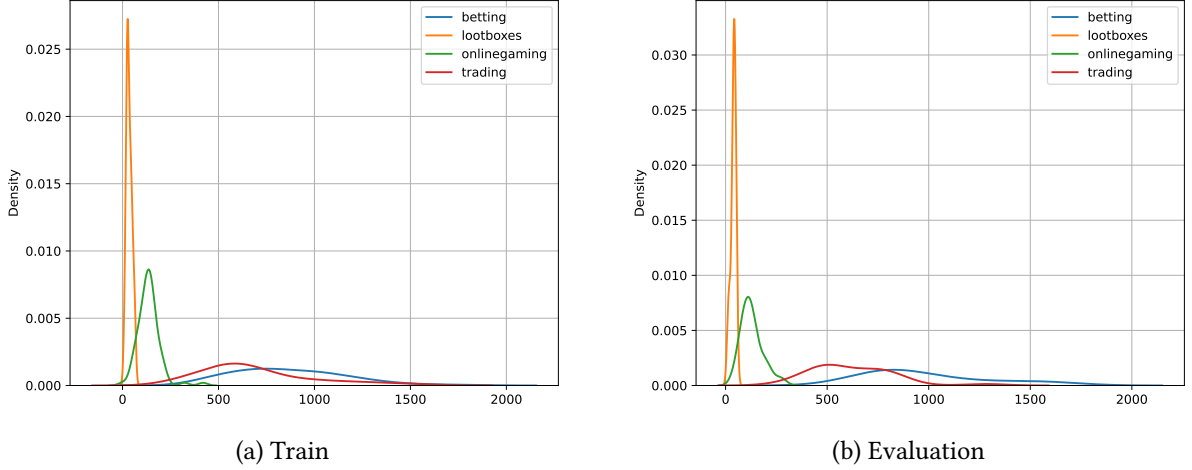 betting
lootboxes
onlinegaming
trading
Density
0.025
0.020
0.015
0.010
0.005
0.000
0 500 1000 1500 2000
(a) Train
betting
lootboxes
onlinegaming
trading
Density
0.030
0.025
0.020
0.015
0.010
0.005
0.000
0 500 1000 1500 2000
(b) Evaluation